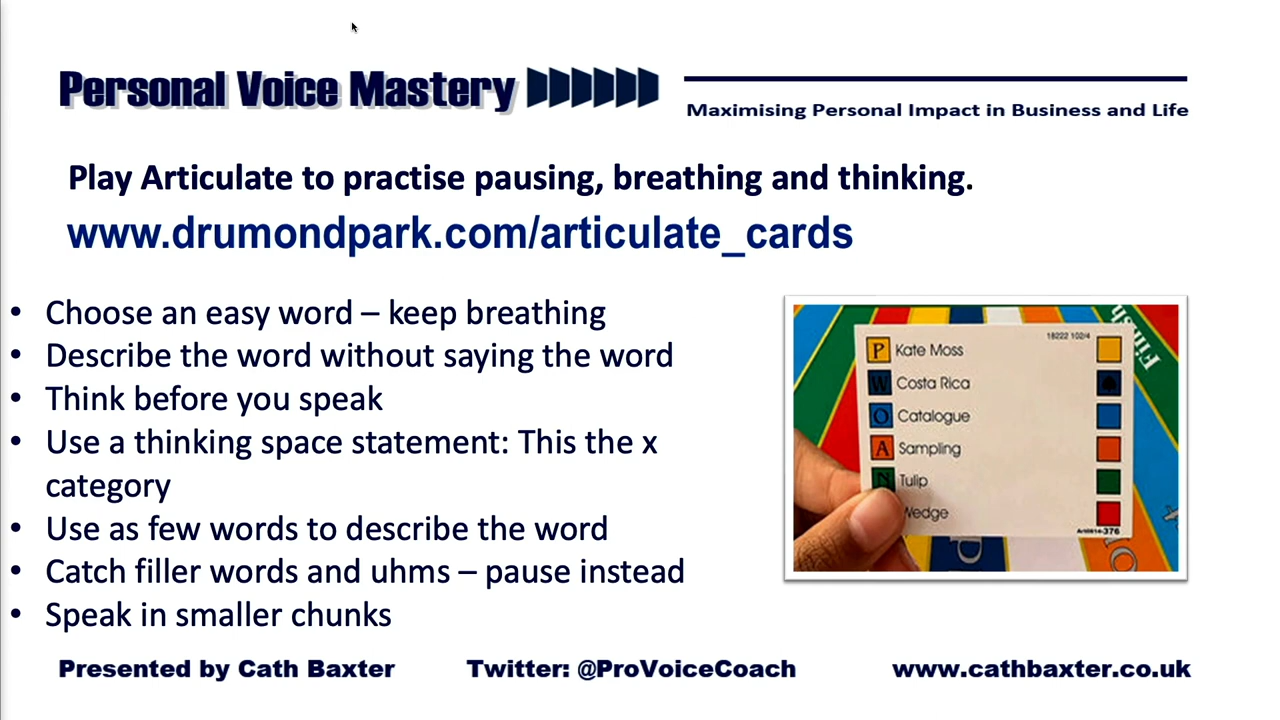 Personal Voice Mastery
Maximising Personal Impact in Business and Life
Play Articulate to practise pausing, breathing and thinking.
www.drumondpark.com/articulate_cards
• Choose an easy word – keep breathing
• Describe the word without saying the word
• Think before you speak
• Use a thinking space statement: This the x
category
• Use as few words to describe the word
• Catch filler words and uhms – pause instead
• Speak in smaller chunks
Finish
18222 102/4
P Kate Moss
W Costa Rica
O Catalogue
A Sampling
N Tulip
Wedge
Presented by Cath Baxter
Twitter: @ProVoiceCoach
www.cathbaxter.co.uk